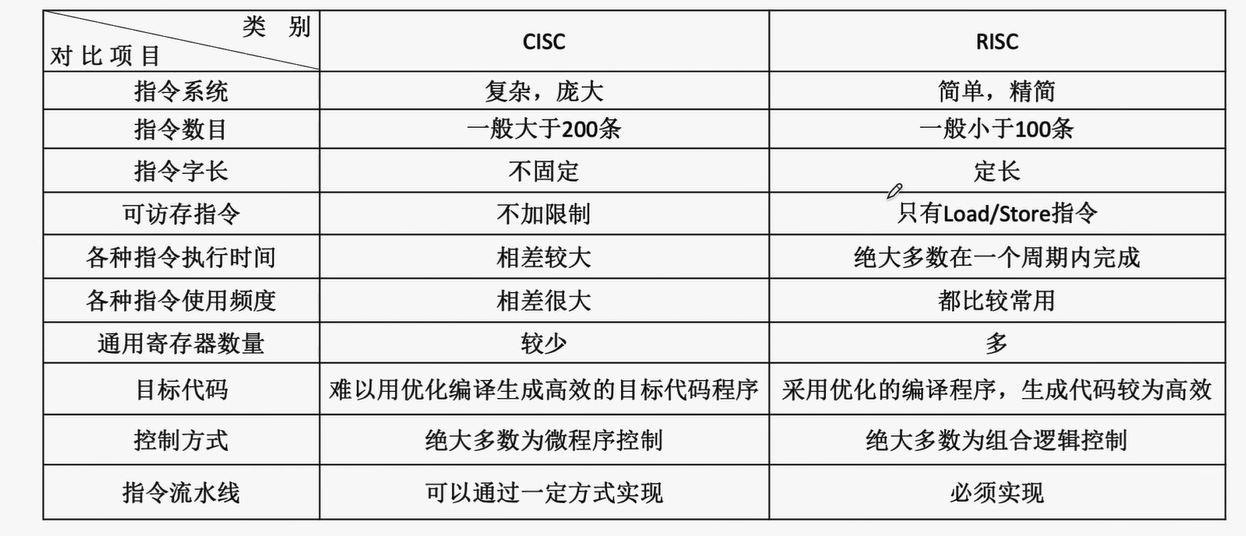 类 别
对比项目
CISC
RISC
指令系统
复杂，庞大
简单，精简
指令数目
一般大于200条
一般小于100条
指令字长
不固定
定长
可访存指令
不加限制
只有Load/Store指令
各种指令执行时间
相差较大
绝大多数在一个周期内完成
各种指令使用频度
相差很大
都比较常用
通用寄存器数量
较少
多
目标代码
难以用优化编译生成高效的目标代码程序
采用优化的编译程序，生成代码较为高效
控制方式
绝大多数为微程序控制
绝大多数为组合逻辑控制
指令流水线
可以通过一定方式实现
必须实现